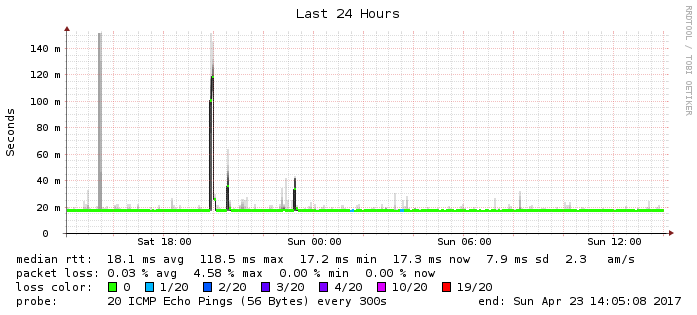 Last 24 Hours
RRDTOOL / TOBI OETIKER
Seconds
140 m
120 m
100 m
80 m
60 m
40 m
20 m
0
Sat 18:00 Sun 00:00 Sun 06:00 Sun 12:00
median rtt: 18.1 ms avg 118.5 ms max 17.2 ms min 17.3 ms now 7.9 ms sd 2.3 am/s
packet loss: 0.03 % avg 4.58 % max 0.00 % min 0.00 % now
loss color: 0 1/20 2/20 3/20 4/20 10/20 19/20
probe: 20 ICMP Echo Pings (56 Bytes) every 300s end: Sun Apr 23 14:05:08 2017